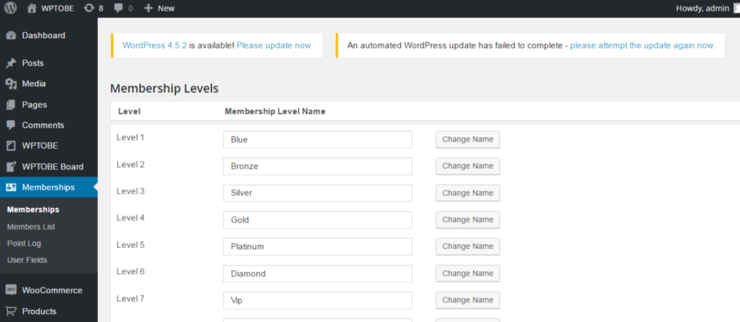 WPTOBE 8 0 New Howdy, admin
Dashboard
Posts
Media
Pages
Comments
WPTOBE
WPTOBE Board
Memberships
Memberships
Members List
Point Log
User Fields
WooCommerce
Products
WordPress 4.5.2 is available! Please update now.
An automated WordPress update has failed to complete - please attempt the update again now.
Membership Levels
Level Membership Level Name
Level 1 Blue Change Name
Level 2 Bronze Change Name
Level 3 Silver Change Name
Level 4 Gold Change Name
Level 5 Platinum Change Name
Level 6 Diamond Change Name
Level 7 Vip Change Name